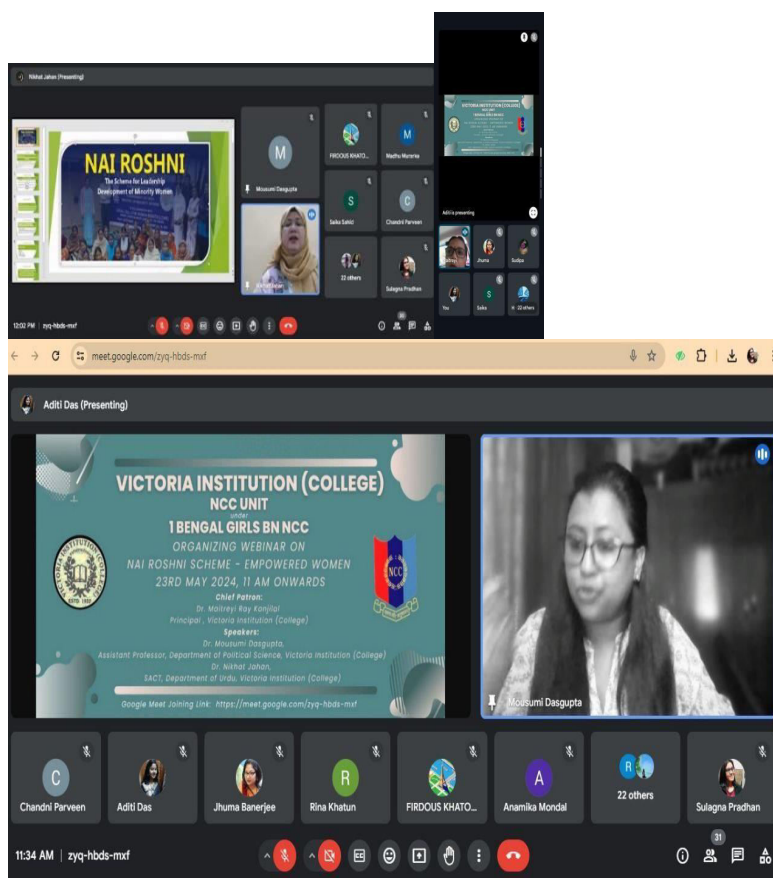 Nikhat Jahan (Presenting)
NAI ROSHNI
The Scheme for Leadership
Development of Minority Women
M
Mousumi Dasgupta
FIRDOUS KHATO...
M
Madhu Murarka
S
Saika Sahid
C
Chandni Parveen
22 others
Sulagna Pradhan
12:02 PM | zyq-hbds-mxf
VICTORIA INSTITUTION (COLLEGE)
Aditi is presenting
Jhuma
Sudipa
You
S
Saika
22 others
meet.google.com/zyq-hbds-mxf
Aditi Das (Presenting)
VICTORIA INSTITUTION (COLLEGE)
NCC UNIT
under
1 BENGAL GIRLS BN NCC
ORGANIZING WEBINAR ON
NAI ROSHNI SCHEME - EMPOWERED WOMEN
23RD MAY 2024, 11 AM ONWARDS
Chief Patron:
Dr. Maitreyi Ray Kanjilal
Principal , Victoria Institution (College)
Speakers:
Dr. Mousumi Dasgupta,
Assistant Professor, Department of Political Science, Victoria Institution (College)
Dr. Nikhat Jahan,
SACT, Department of Urdu, Victoria Institution (College)
Google Meet Joining Link: https://meet.google.com/zyq-hbds-mxf
VICTORIA INSTITUTION (COLLEGE)
NCC
Mousumi Dasgupta
C
Chandni Parveen
Aditi Das
Jhuma Banerjee
R
Rina Khatun
FIRDOUS KHATO...
A
Anamika Mondal
R
22 others
Sulagna Pradhan
11:34 AM | zyq-hbds-mxf
CC
31